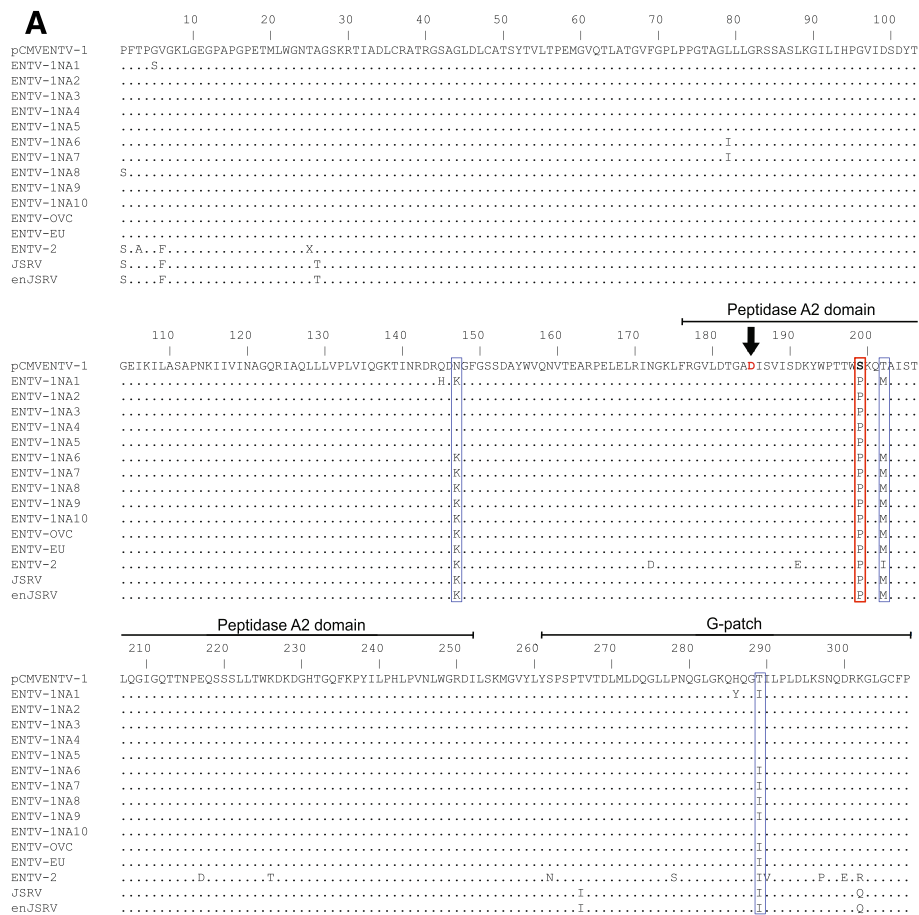 A
10 20 30 40 50 60 70 80 90 100
pCMVENTV-1 PFTPGVGKLGEGPAPGPETMLWGNTAGSKRTIADLCRATRGSAGLDLCATSYTVLTPEMGVQTLATGVFGPLPPGTAGLLLGRSSASLKGILIHPGVIDSDYT
ENTV-1NA1 S
ENTV-1NA2
ENTV-1NA3
ENTV-1NA4
ENTV-1NA5
ENTV-1NA6 I
ENTV-1NA7 I
ENTV-1NA8 S
ENTV-1NA9
ENTV-1NA10
ENTV-OVC
ENTV-EU
ENTV-2 S.A..F X
JSRV S....F T
enJSRV S....F T
Peptidase A2 domain
110 120 130 140 150 160 170 180 190 200
pCMVENTV-1 GEIKILASAPNKIIVINAGQRIAQLLLVPLVIQGKTINRDRQDNGFGSSDAYWVQNVTEARPELELRINGKLFRGVLDTGADISVISDKYWPTTWSKQTAIST
ENTV-1NA1 H.K P..M
ENTV-1NA2 P
ENTV-1NA3 P
ENTV-1NA4 P
ENTV-1NA5 P
ENTV-1NA6 K P..M
ENTV-1NA7 K P..M
ENTV-1NA8 K P..M
ENTV-1NA9 K P..M
ENTV-1NA10 K P..M
ENTV-OVC K P..M
ENTV-EU K P..M
ENTV-2 K D E P..I
JSRV K P..M
enJSRV K P..M
Peptidase A2 domain G-patch
210 220 230 240 250 260 270 280 290 300
pCMVENTV-1 LQGIGQTTNPEQSSSLLTWKDKDGHTGQFKPYILPHLPVNLWGRDILSKMGVYLYSPSPTVTDLMLDQGLLPNQGLGKQHQGTILPLDLKSNQDRKGLGCFP
ENTV-1NA1 Y..I
ENTV-1NA2
ENTV-1NA3
ENTV-1NA4
ENTV-1NA5
ENTV-1NA6 I
ENTV-1NA7 I
ENTV-1NA8 I
ENTV-1NA9 I
ENTV-1NA10
ENTV-OVC I
ENTV-EU I
ENTV-2 D T N S IV P..E.R
JSRV I I Q
enJSRV I I Q